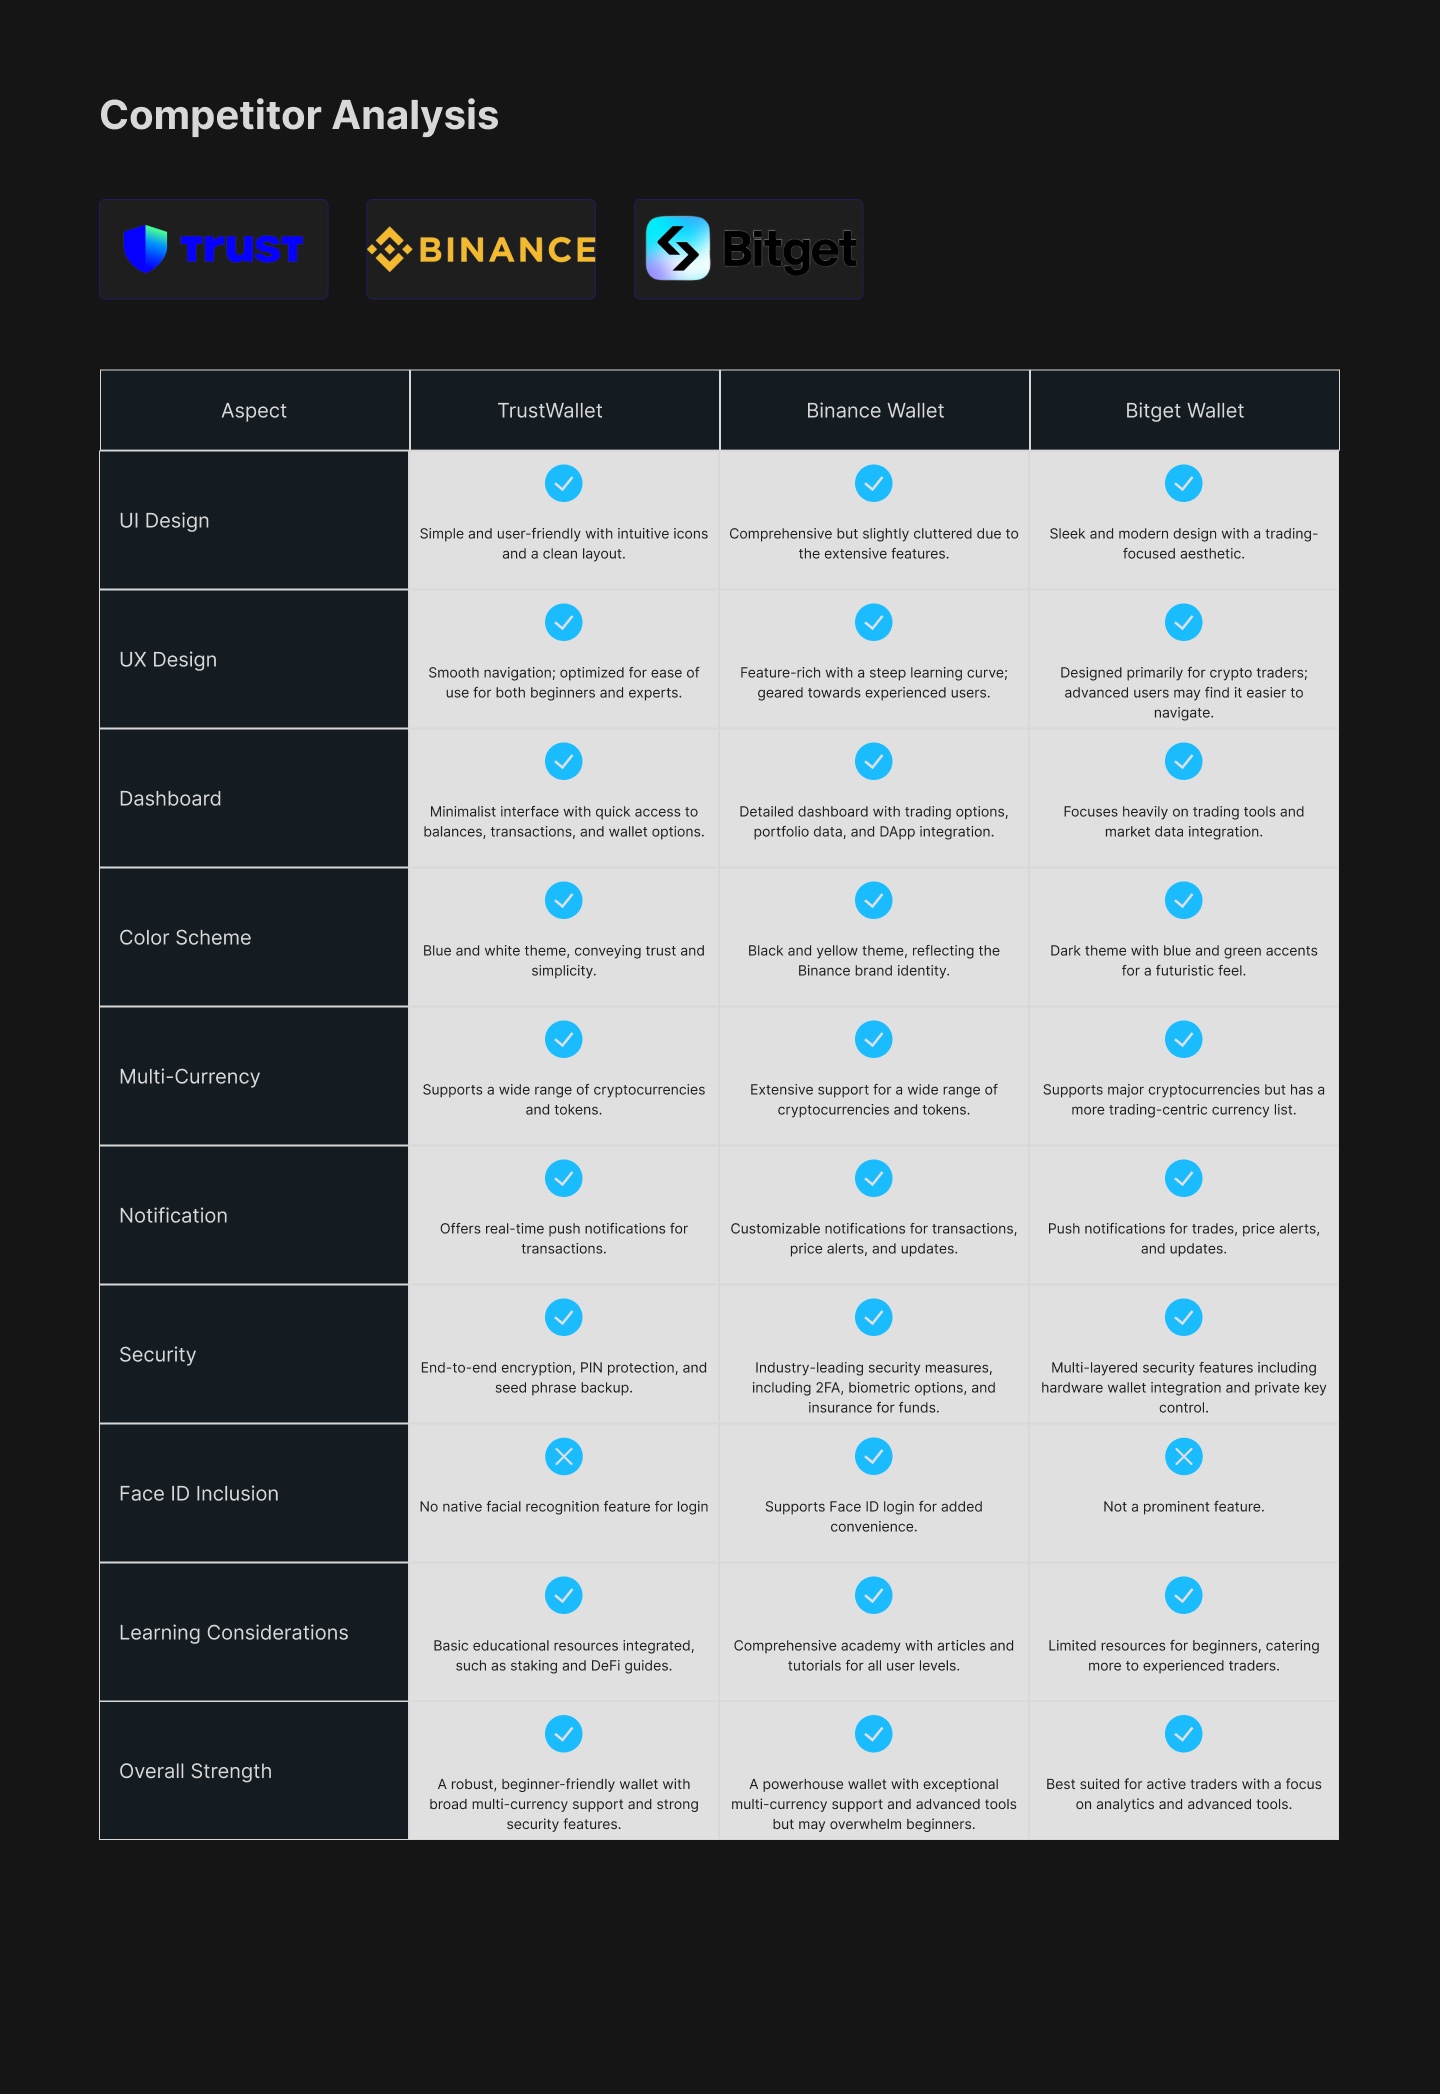 Competitor Analysis
TRUST
BINANCE
Bitget
Aspect
TrustWallet
Binance Wallet
Bitget Wallet
UI Design
Simple and user-friendly with intuitive icons
and a clean layout.
Comprehensive but slightly cluttered due to
the extensive features.
Sleek and modern design with a trading-
focused aesthetic.
UX Design
Smooth navigation; optimized for ease of
use for both beginners and experts.
Feature-rich with a steep learning curve;
geared towards experienced users.
Designed primarily for crypto traders;
advanced users may find it easier to
navigate.
Dashboard
Minimalist interface with quick access to
balances, transactions, and wallet options.
Detailed dashboard with trading options,
portfolio data, and DApp integration.
Focuses heavily on trading tools and
market data integration.
Color Scheme
Blue and white theme, conveying trust and
simplicity.
Black and yellow theme, reflecting the
Binance brand identity.
Dark theme with blue and green accents
for a futuristic feel.
Multi-Currency
Supports a wide range of cryptocurrencies
and tokens.
Extensive support for a wide range of
cryptocurrencies and tokens.
Supports major cryptocurrencies but has a
more trading-centric currency list.
Notification
Offers real-time push notifications for
transactions.
Customizable notifications for transactions,
price alerts, and updates.
Push notifications for trades, price alerts,
and updates.
Security
End-to-end encryption, PIN protection, and
seed phrase backup.
Industry-leading security measures,
including 2FA, biometric options, and
insurance for funds.
Multi-layered security features including
hardware wallet integration and private key
control.
Face ID Inclusion
No native facial recognition feature for login
Supports Face ID login for added
convenience.
Not a prominent feature.
Learning Considerations
Basic educational resources integrated,
such as staking and DeFi guides.
Comprehensive academy with articles and
tutorials for all user levels.
Limited resources for beginners, catering
more to experienced traders.
Overall Strength
A robust, beginner-friendly wallet with
broad multi-currency support and strong
security features.
A powerhouse wallet with exceptional
multi-currency support and advanced tools
but may overwhelm beginners.
Best suited for active traders with a focus
on analytics and advanced tools.